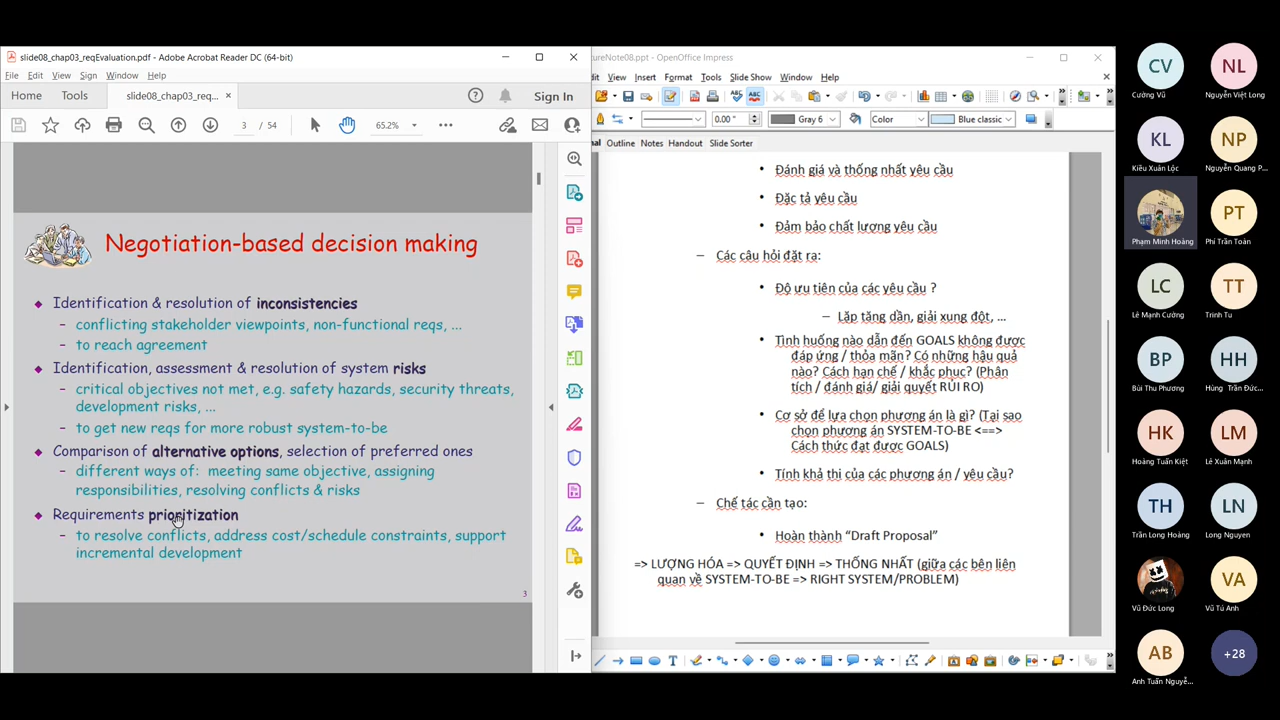 slide08_chap03_reqEvaluation.pdf - Adobe Acrobat Reader DC (64-bit)
File Edit View Sign Window Help
Home Tools slide08_chap03_req... Sign In
3 / 54 65.2%
Negotiation-based decision making
Identification & resolution of inconsistencies
- conflicting stakeholder viewpoints, non-functional reqs, ...
- to reach agreement
Identification, assessment & resolution of system risks
- critical objectives not met, e.g. safety hazards, security threats,
development risks, ...
- to get new reqs for more robust system-to-be
Comparison of alternative options, selection of preferred ones
- different ways of: meeting same objective, assigning
responsibilities, resolving conflicts & risks
Requirements prioritization
- to resolve conflicts, address cost/schedule constraints, support
incremental development
3
tureNote08.ppt - OpenOffice Impress
dit View Insert Format Tools Slide Show Window Help
0.00 " Gray 6 Color Blue classic
nal Outline Notes Handout Slide Sorter
• Đánh giá và thống nhất yêu cầu
• Đặc tả yêu cầu
• Đảm bảo chất lượng yêu cầu
– Các câu hỏi đặt ra:
• Độ ưu tiên của các yêu cầu ?
– Lặp tăng dần, giải xung đột, ...
• Tình huống nào dẫn đến GOALS không được
đáp ứng / thỏa mãn? Có những hậu quả
nào? Cách hạn chế / khắc phục? (Phân
tích / đánh giá/ giải quyết RỦI RO)
• Cơ sở để lựa chọn phương án là gì? (Tại sao
chọn phương án SYSTEM-TO-BE <==>
Cách thức đạt được GOALS)
• Tính khả thi của các phương án / yêu cầu?
– Chế tác cần tạo:
• Hoàn thành “Draft Proposal”
=> LƯỢNG HÓA => QUYẾT ĐỊNH => THỐNG NHẤT (giữa các bên liên
quan về SYSTEM-TO-BE => RIGHT SYSTEM/PROBLEM)
CV NL
Cường Vũ Nguyễn Việt Long
KL NP
Kiều Xuân Lộc Nguyễn Quang P...
PT
Phạm Minh Hoàng Phí Trần Toàn
LC TT
Lê Mạnh Cường Trinh Tu
BP HH
Bùi Thu Phương Hùng Trần Đức...
HK LM
Hoàng Tuấn Kiệt Lê Xuân Mạnh
TH LN
Trần Long Hoàng Long Nguyen
VA
Vũ Đức Long Vũ Tú Anh
AB +28
Anh Tuấn Nguyễ...